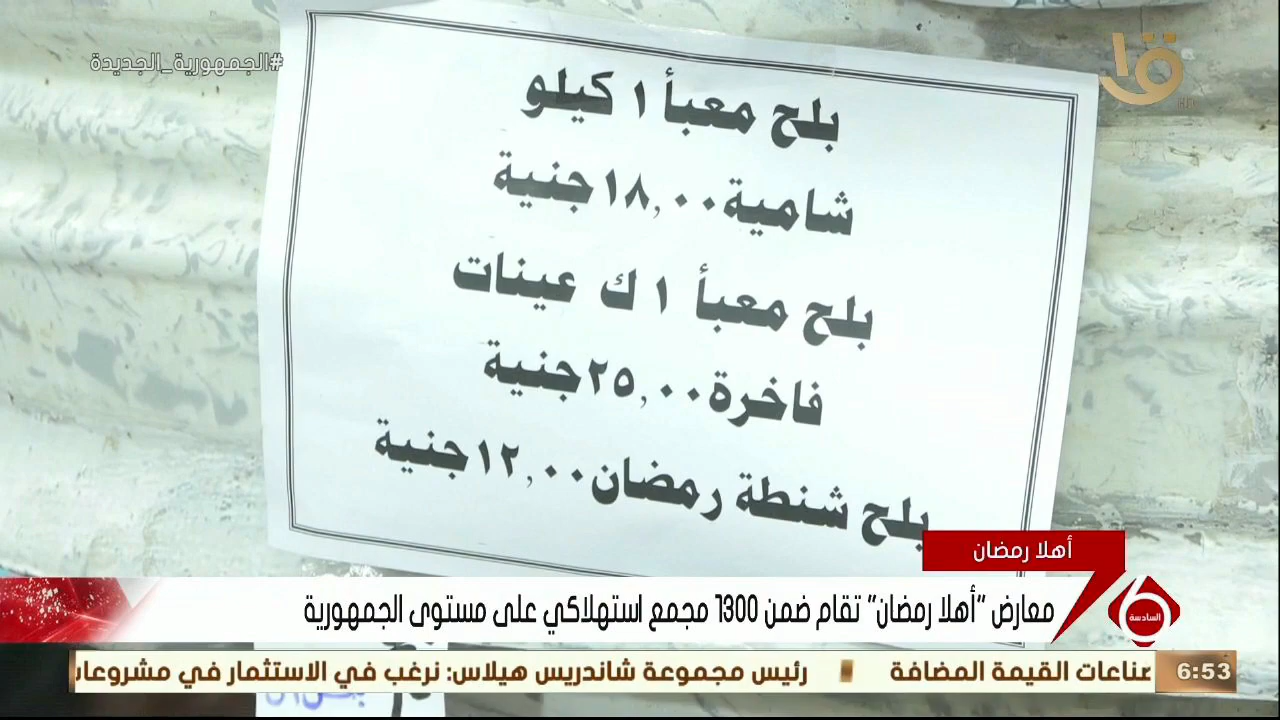 #الجمهورية_الجديدة
بلح معبأ ١ كيلو
شامية١٨,٠٠جنية
بلح معبأ ١ ك عينات
فاخرة٢٥,٠٠جنية
بلح شنطة رمضان١٢,٠٠جنية
أهلا رمضان
السادسة
معارض "أهلا رمضان" تقام ضمن 1300 مجمع استهلاكي على مستوى الجمهورية
6:53
القيمة المضافة
رئيس مجموعة شاندريس هيلاس: نرغب في الاستثمار في